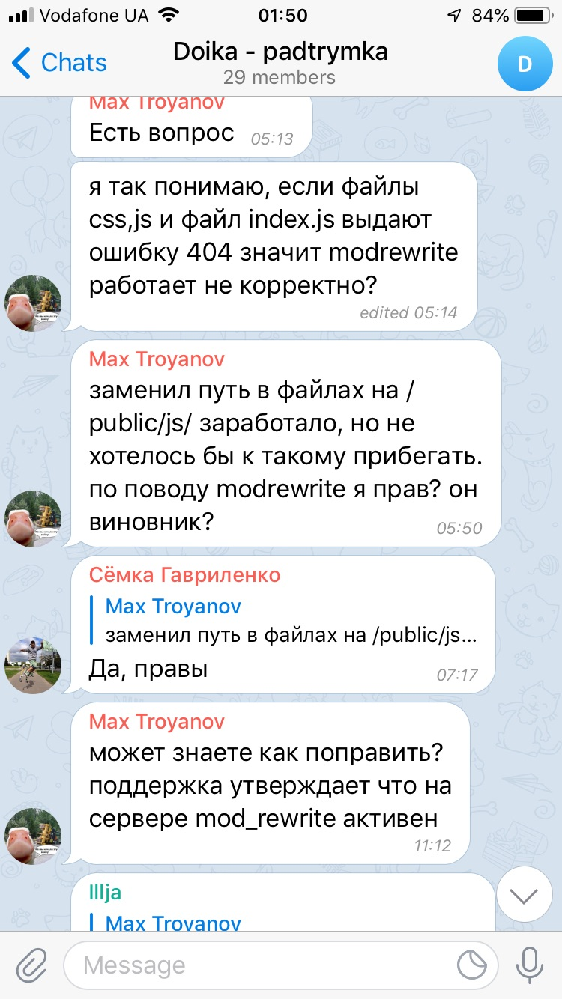 Vodafone UA 01:50 84%
Chats
Doika - padtrymka
29 members
D
Max Troyanov
Есть вопрос 05:13
я так понимаю, если файлы
css,js и файл index.js выдают
ошибку 404 значит modrewrite
работает не корректно?
edited 05:14
Max Troyanov
заменил путь в файлах на /
public/js/ заработало, но не
хотелось бы к такому прибегать.
по поводу modrewrite я прав? он
виновник? 05:50
Сёмка Гавриленко
Max Troyanov
заменил путь в файлах на /public/js...
Да, правы 07:17
Max Troyanov
может знаете как поправить?
поддержка утверждает что на
сервере mod_rewrite активен
11:12
Illja
Max Troyanov
Message